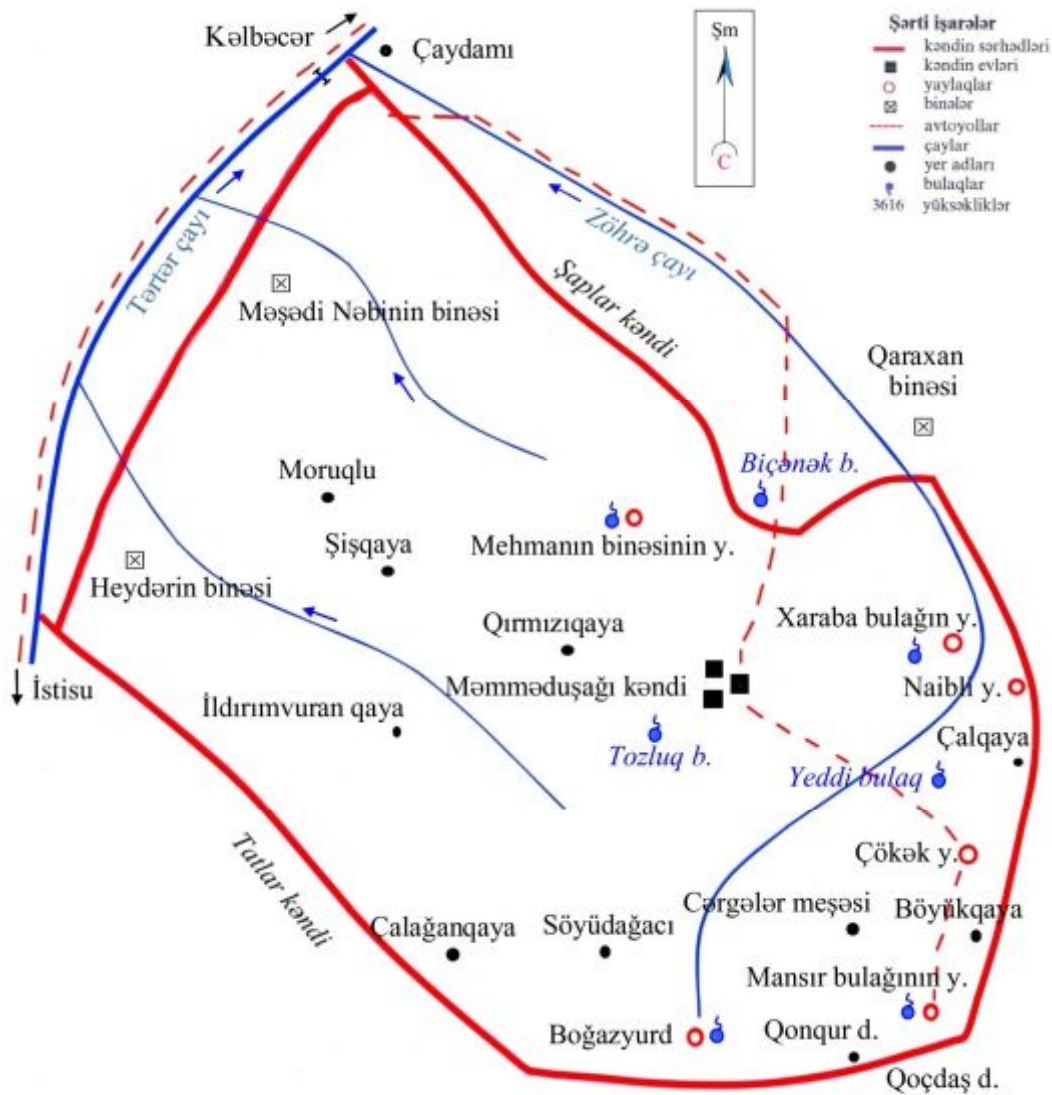 Kəlbəcər
Çaydamı
Şm
C
Şərti işarələr
kəndin sərhədləri
kəndin evləri
yaylaqlar
binələr
avtoyollar
çaylar
yer adları
bulaqlar
3616 yüksəkliklər
Tərtər çayı
Zöhrə çayı
Məşədi Nəbinin binəsi
Şaplar kəndi
Qaraxan
binəsi
Moruqlu
Biçənək b.
Şişqaya
Mehmanın binəsinin y.
Heydərin binəsi
Qırmızıqaya
Xaraba bulağın y.
İstisu
Məmməduşağı kəndi
Naibli y.
İldırımvuran qaya
Tozluq b.
Çalqaya
Yeddi bulaq
Tatlar kəndi
Çökək y.
Cərgələr meşəsi
Böyükqaya
Çalağanqaya
Söyüdağacı
Mansır bulağının y.
Boğazyurd
Qonqur d.
Qoçdaş d.